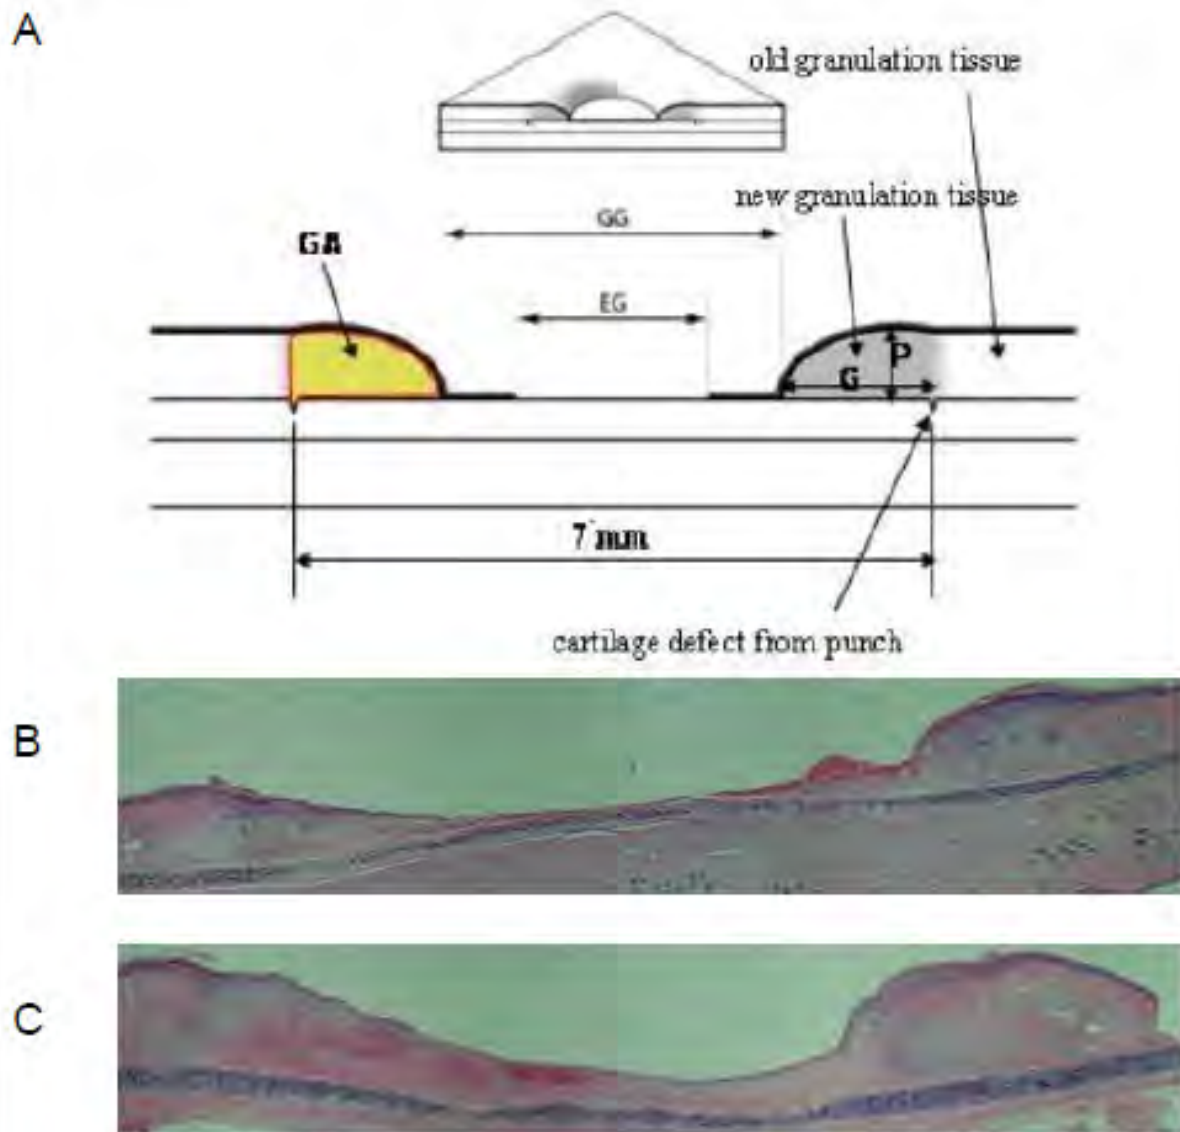 A
old granulation tissue
new granulation tissue
GG
GA
EG
P
G
7 mm
cartilage defect from punch
B
C